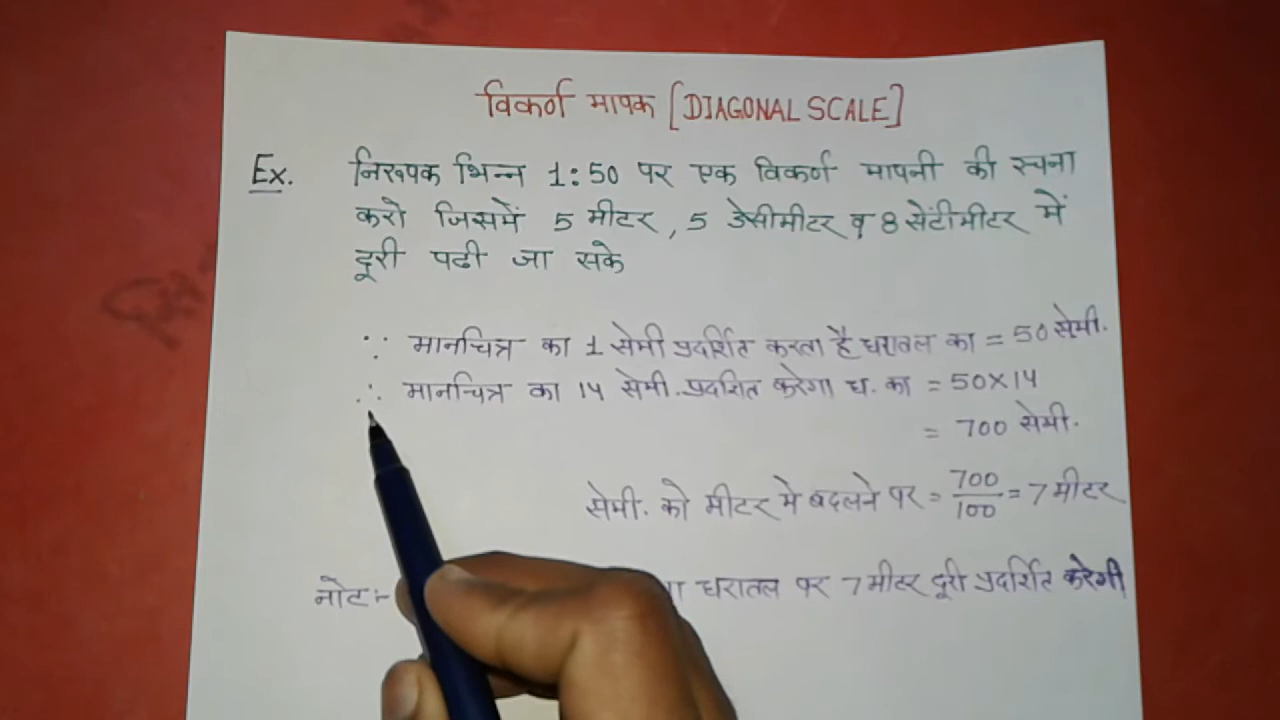 विकर्ण मापक [DIAGONAL SCALE]
Ex. निरूपक भिन्न 1:50 पर एक विकर्ण मापनी की रचना
करो जिसमें 5 मीटर, 5 डेसीमीटर व 8 सेंटीमीटर में
दूरी पढी जा सके
∵ मानचित्र का 1 सेमी प्रदर्शित करता है धरातल का = 50 सेमी.
∴ मानचित्र का 14 सेमी. प्रदर्शित करेगा ध. का = 50×14
= 700 सेमी.
सेमी. को मीटर मे बदलने पर = 700/100 = 7 मीटर
नोट:- धरातल पर 7 मीटर दूरी प्रदर्शित करेगी